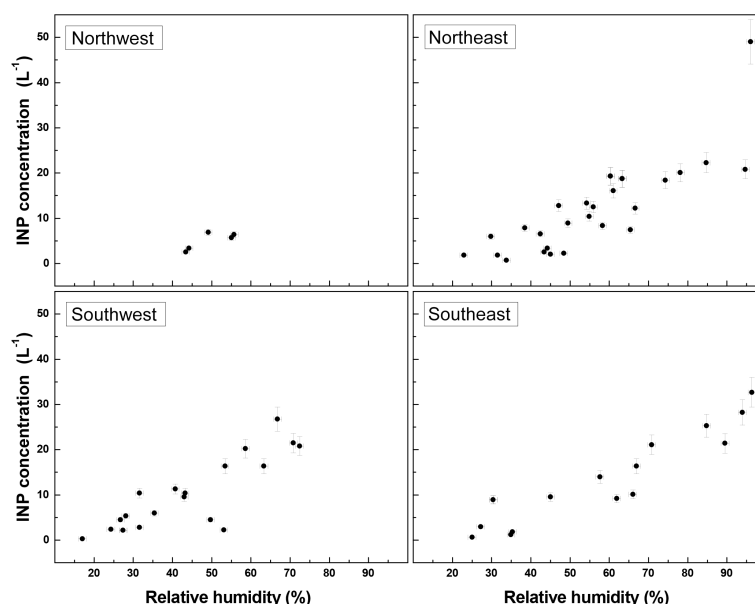 Northwest
Northeast
INP concentration (L⁻¹)
50
40
30
20
10
0
Southwest
Southeast
INP concentration (L⁻¹)
50
40
30
20
10
0
20 30 40 50 60 70 80 90
20 30 40 50 60 70 80 90
Relative humidity (%)
Relative humidity (%)